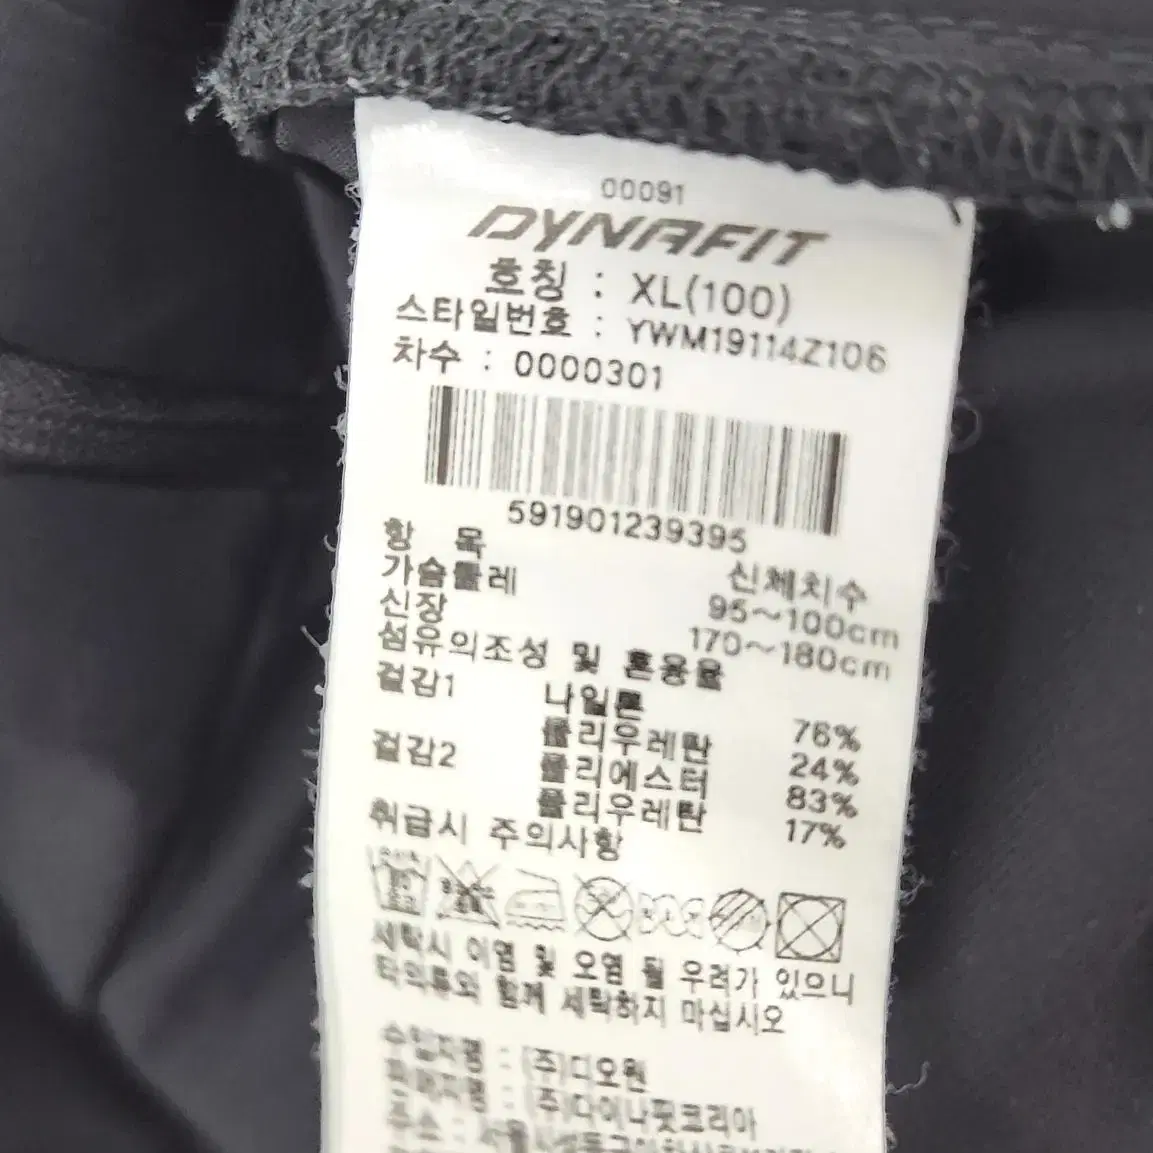 00091
DYNAFIT
호칭 : XL(100)
스타일번호 : YWM19114Z106
차수 : 0000301
591901239395
항 목 신체치수
가슴둘레 95~100cm
신장 170~180cm
섬유의조성 및 혼용율
겉감1 나일론 76%
폴리우레탄 24%
겉감2 폴리에스터 83%
폴리우레탄 17%
취급시 주의사항
세탁시 이염 및 오염 될 우려가 있으니
타의류와 함께 세탁하지 마십시오
수입자명 : (주)디오원
판매자명 : (주)다이나핏코리아
주소 :